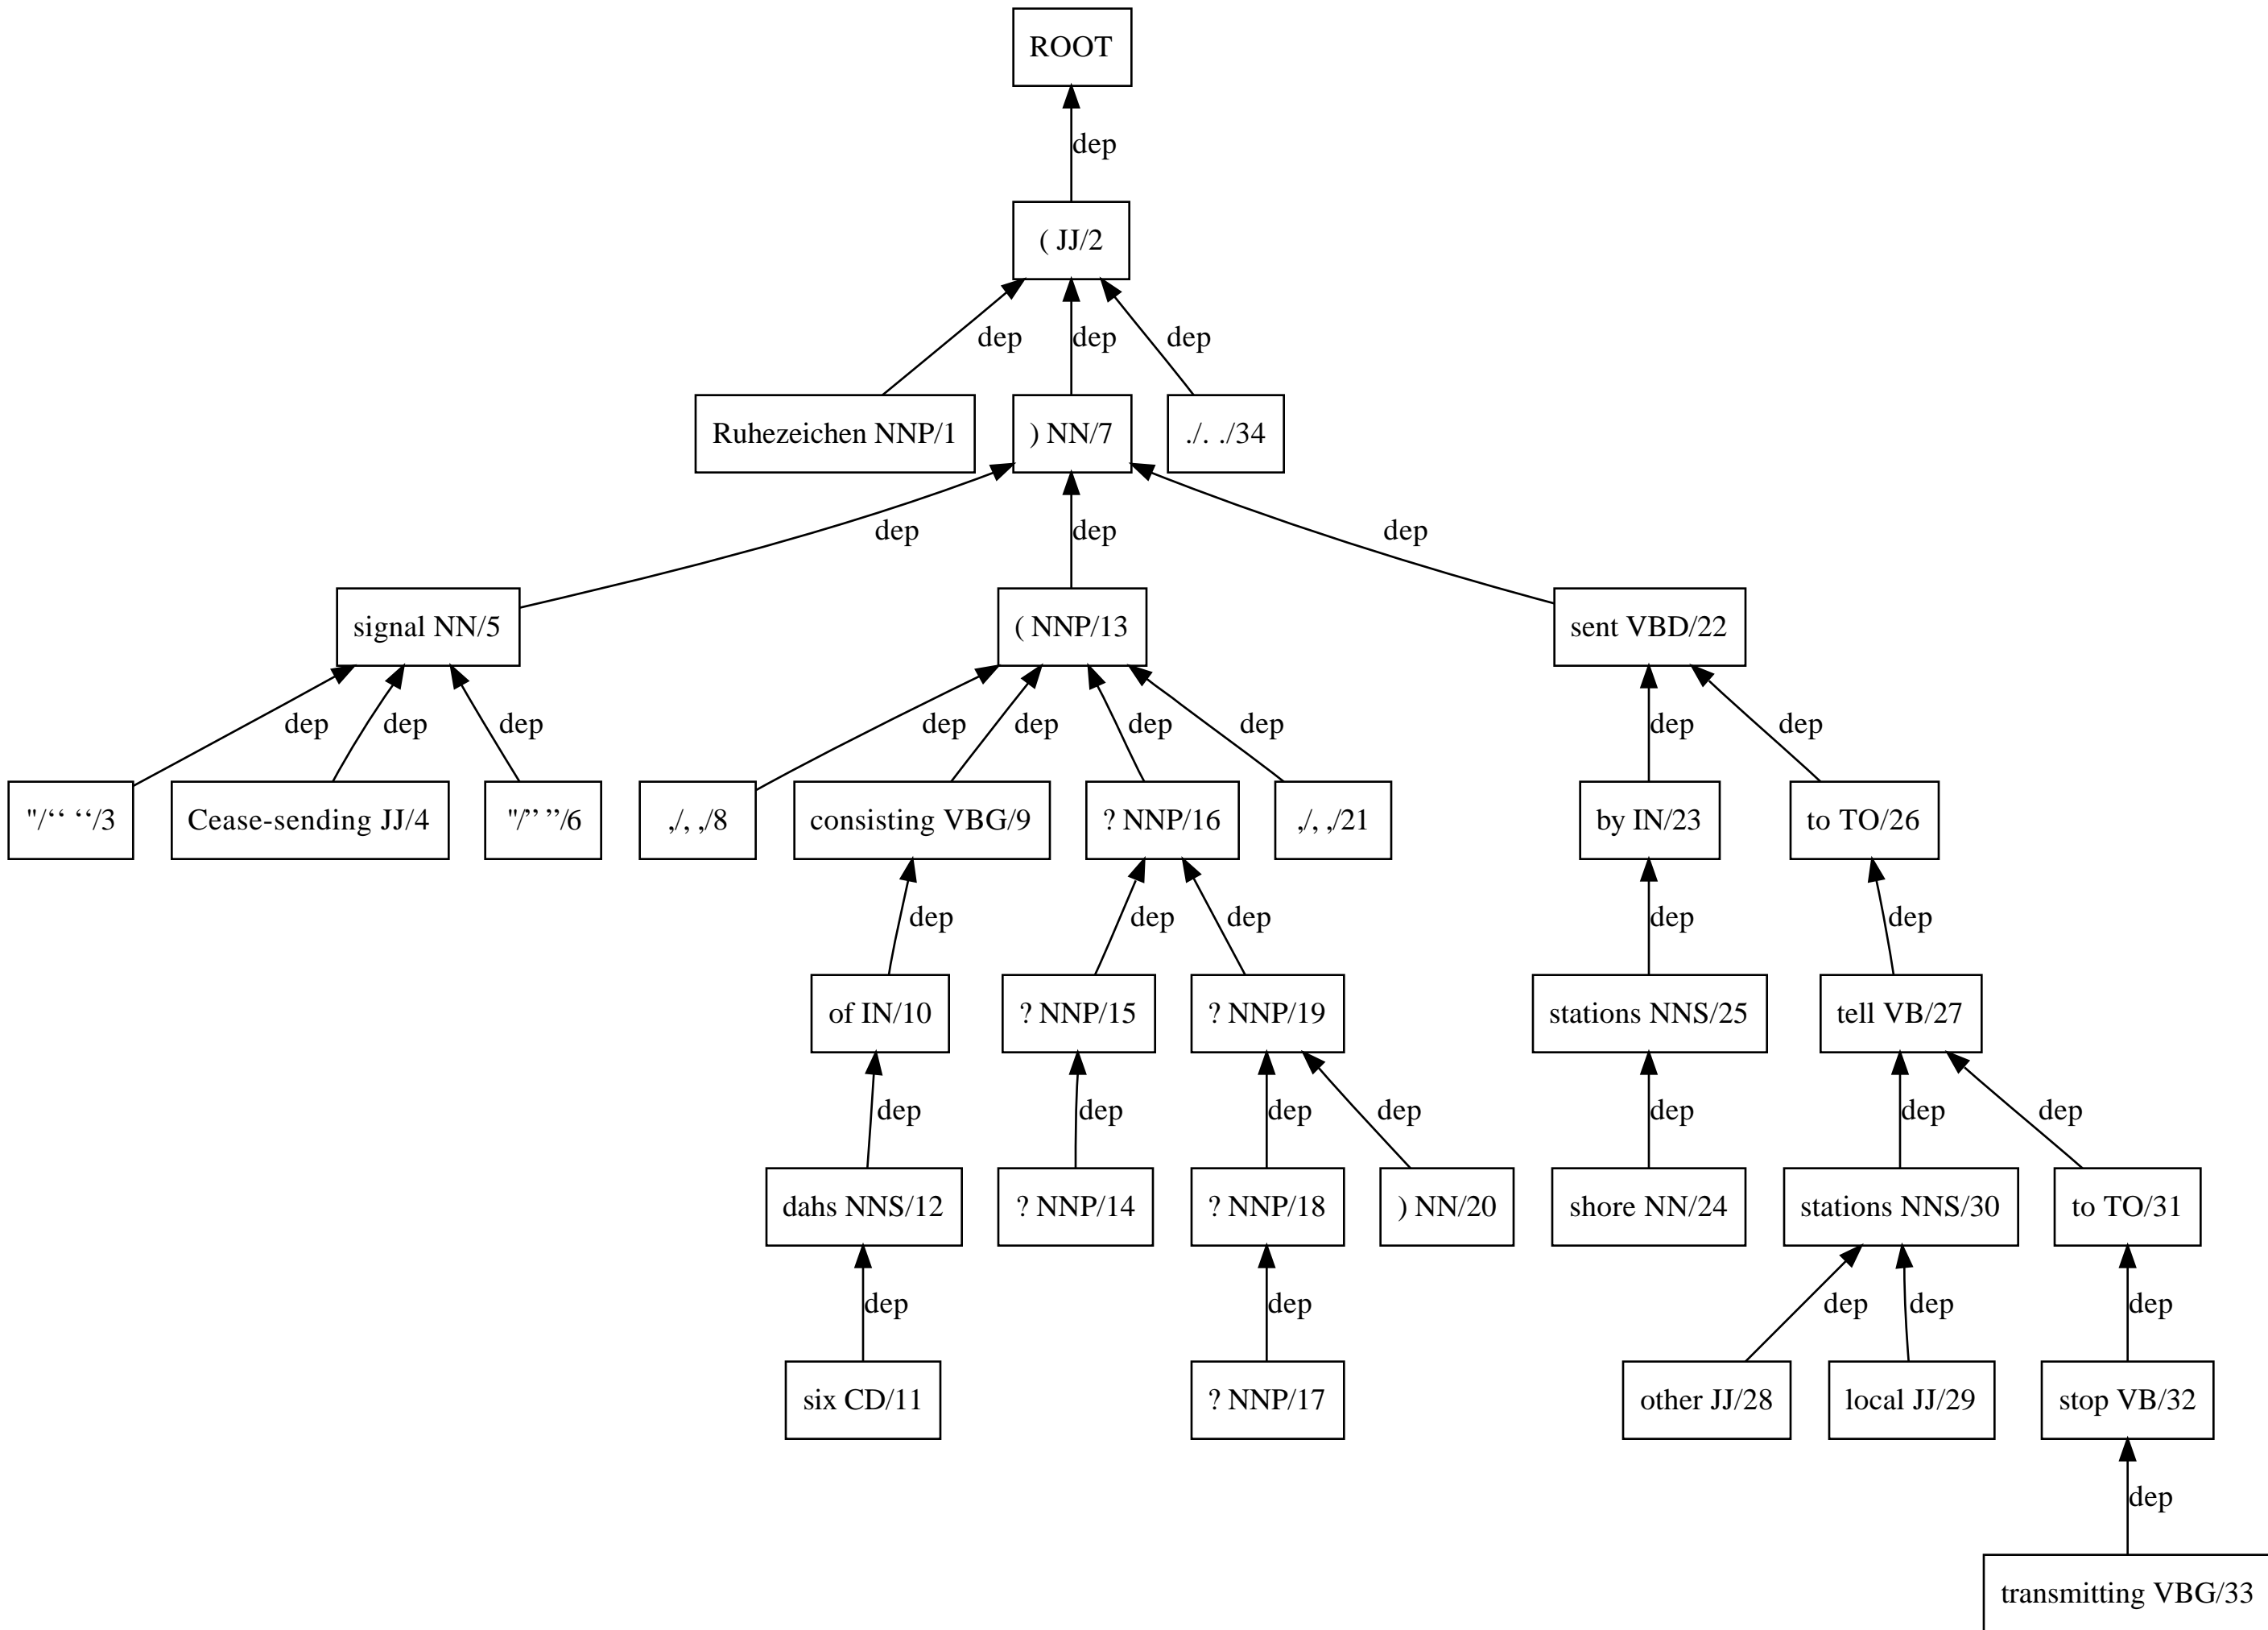 ROOT
dep
( JJ/2
dep dep dep
Ruhezeichen NNP/1 ) NN/7 ./. ./34
dep dep dep
signal NN/5 ( NNP/13 sent VBD/22
dep dep dep dep dep dep dep dep dep
"/“ “/3 Cease-sending JJ/4 "/” ”/6 ,/, ,/8 consisting VBG/9 ? NNP/16 ,/, ,/21 by IN/23 to TO/26
dep dep dep dep dep
of IN/10 ? NNP/15 ? NNP/19 stations NNS/25 tell VB/27
dep dep dep dep dep dep dep
dahs NNS/12 ? NNP/14 ? NNP/18 ) NN/20 shore NN/24 stations NNS/30 to TO/31
dep dep dep dep dep
six CD/11 ? NNP/17 other JJ/28 local JJ/29 stop VB/32
dep
transmitting VBG/33